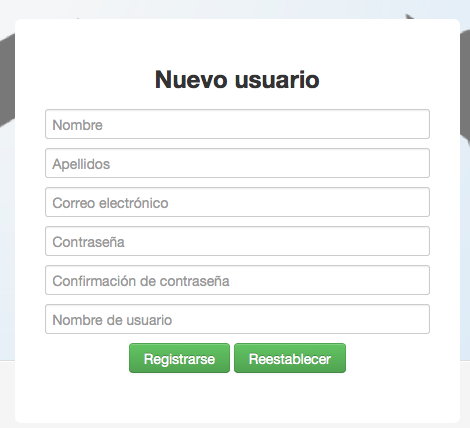 Nuevo usuario
Nombre
Apellidos
Correo electrónico
Contraseña
Confirmación de contraseña
Nombre de usuario
Registrarse Reestablecer